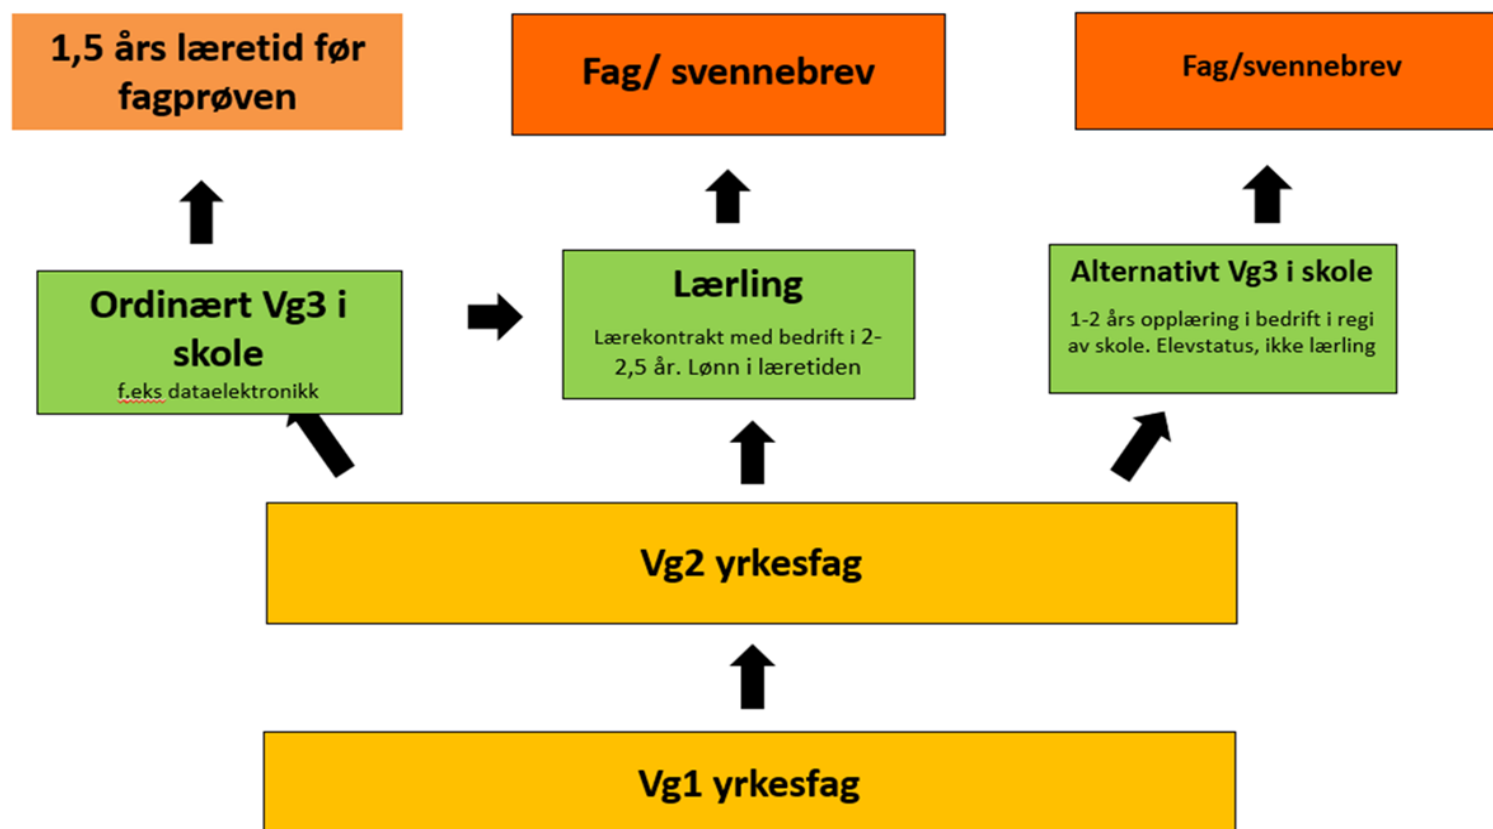 1,5 års læretid før
fagprøven
Fag/ svennebrev
Fag/svennebrev
Ordinært Vg3 i
skole
f.eks dataelektronikk
Lærling
Lærekontrakt med bedrift i 2-
2,5 år. Lønn i læretiden
Alternativt Vg3 i skole
1-2 års opplæring i bedrift i regi
av skole. Elevstatus, ikke lærling
Vg2 yrkesfag
Vg1 yrkesfag